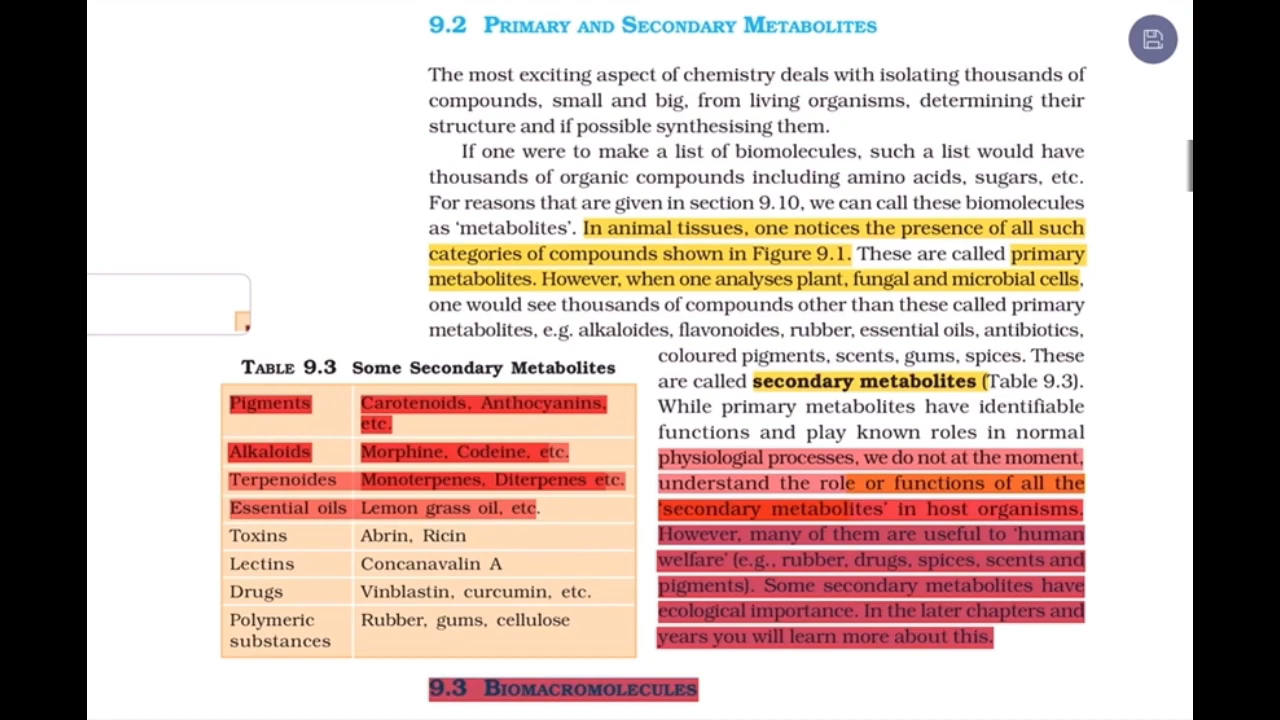 9.2 PRIMARY AND SECONDARY METABOLITES
The most exciting aspect of chemistry deals with isolating thousands of
compounds, small and big, from living organisms, determining their
structure and if possible synthesising them.
If one were to make a list of biomolecules, such a list would have
thousands of organic compounds including amino acids, sugars, etc.
For reasons that are given in section 9.10, we can call these biomolecules
as ‘metabolites’. In animal tissues, one notices the presence of all such
categories of compounds shown in Figure 9.1. These are called primary
metabolites. However, when one analyses plant, fungal and microbial cells,
one would see thousands of compounds other than these called primary
metabolites, e.g. alkaloides, flavonoides, rubber, essential oils, antibiotics,
coloured pigments, scents, gums, spices. These
are called secondary metabolites (Table 9.3).
While primary metabolites have identifiable
functions and play known roles in normal
physiologial processes, we do not at the moment,
understand the role or functions of all the
‘secondary metabolites’ in host organisms.
However, many of them are useful to ‘human
welfare’ (e.g., rubber, drugs, spices, scents and
pigments). Some secondary metabolites have
ecological importance. In the later chapters and
years you will learn more about this.
TABLE 9.3 Some Secondary Metabolites
Pigments Carotenoids, Anthocyanins,
etc.
Alkaloids Morphine, Codeine, etc.
Terpenoides Monoterpenes, Diterpenes etc.
Essential oils Lemon grass oil, etc.
Toxins Abrin, Ricin
Lectins Concanavalin A
Drugs Vinblastin, curcumin, etc.
Polymeric Rubber, gums, cellulose
substances
9.3 BIOMACROMOLECULES